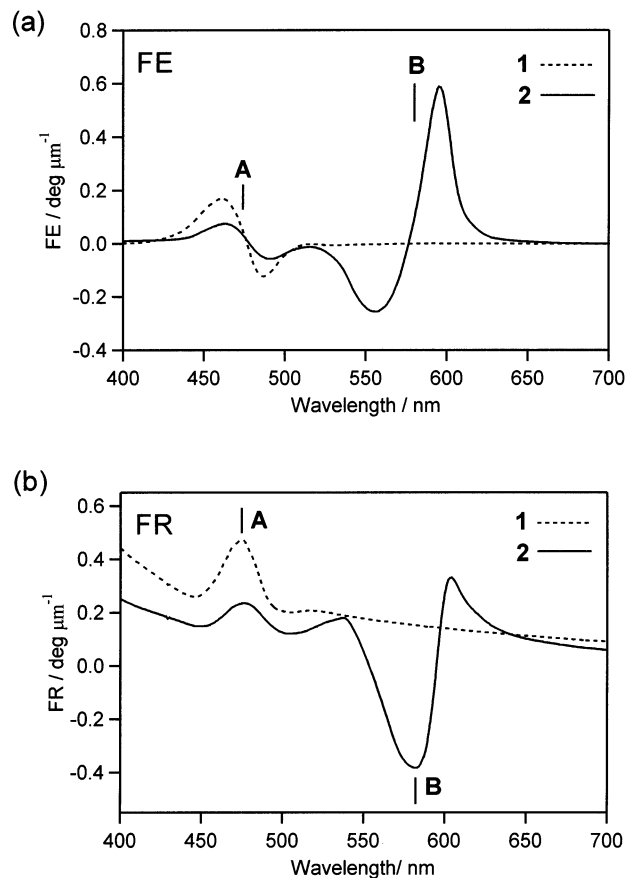 (a)
FE
A
B
1
2
0.8
0.6
0.4
0.2
0.0
-0.2
-0.4
FE / deg μm⁻¹
400 450 500 550 600 650 700
Wavelength / nm
(b)
FR
A
B
1
2
0.6
0.4
0.2
0.0
-0.2
-0.4
FR / deg μm⁻¹
400 450 500 550 600 650 700
Wavelength/ nm